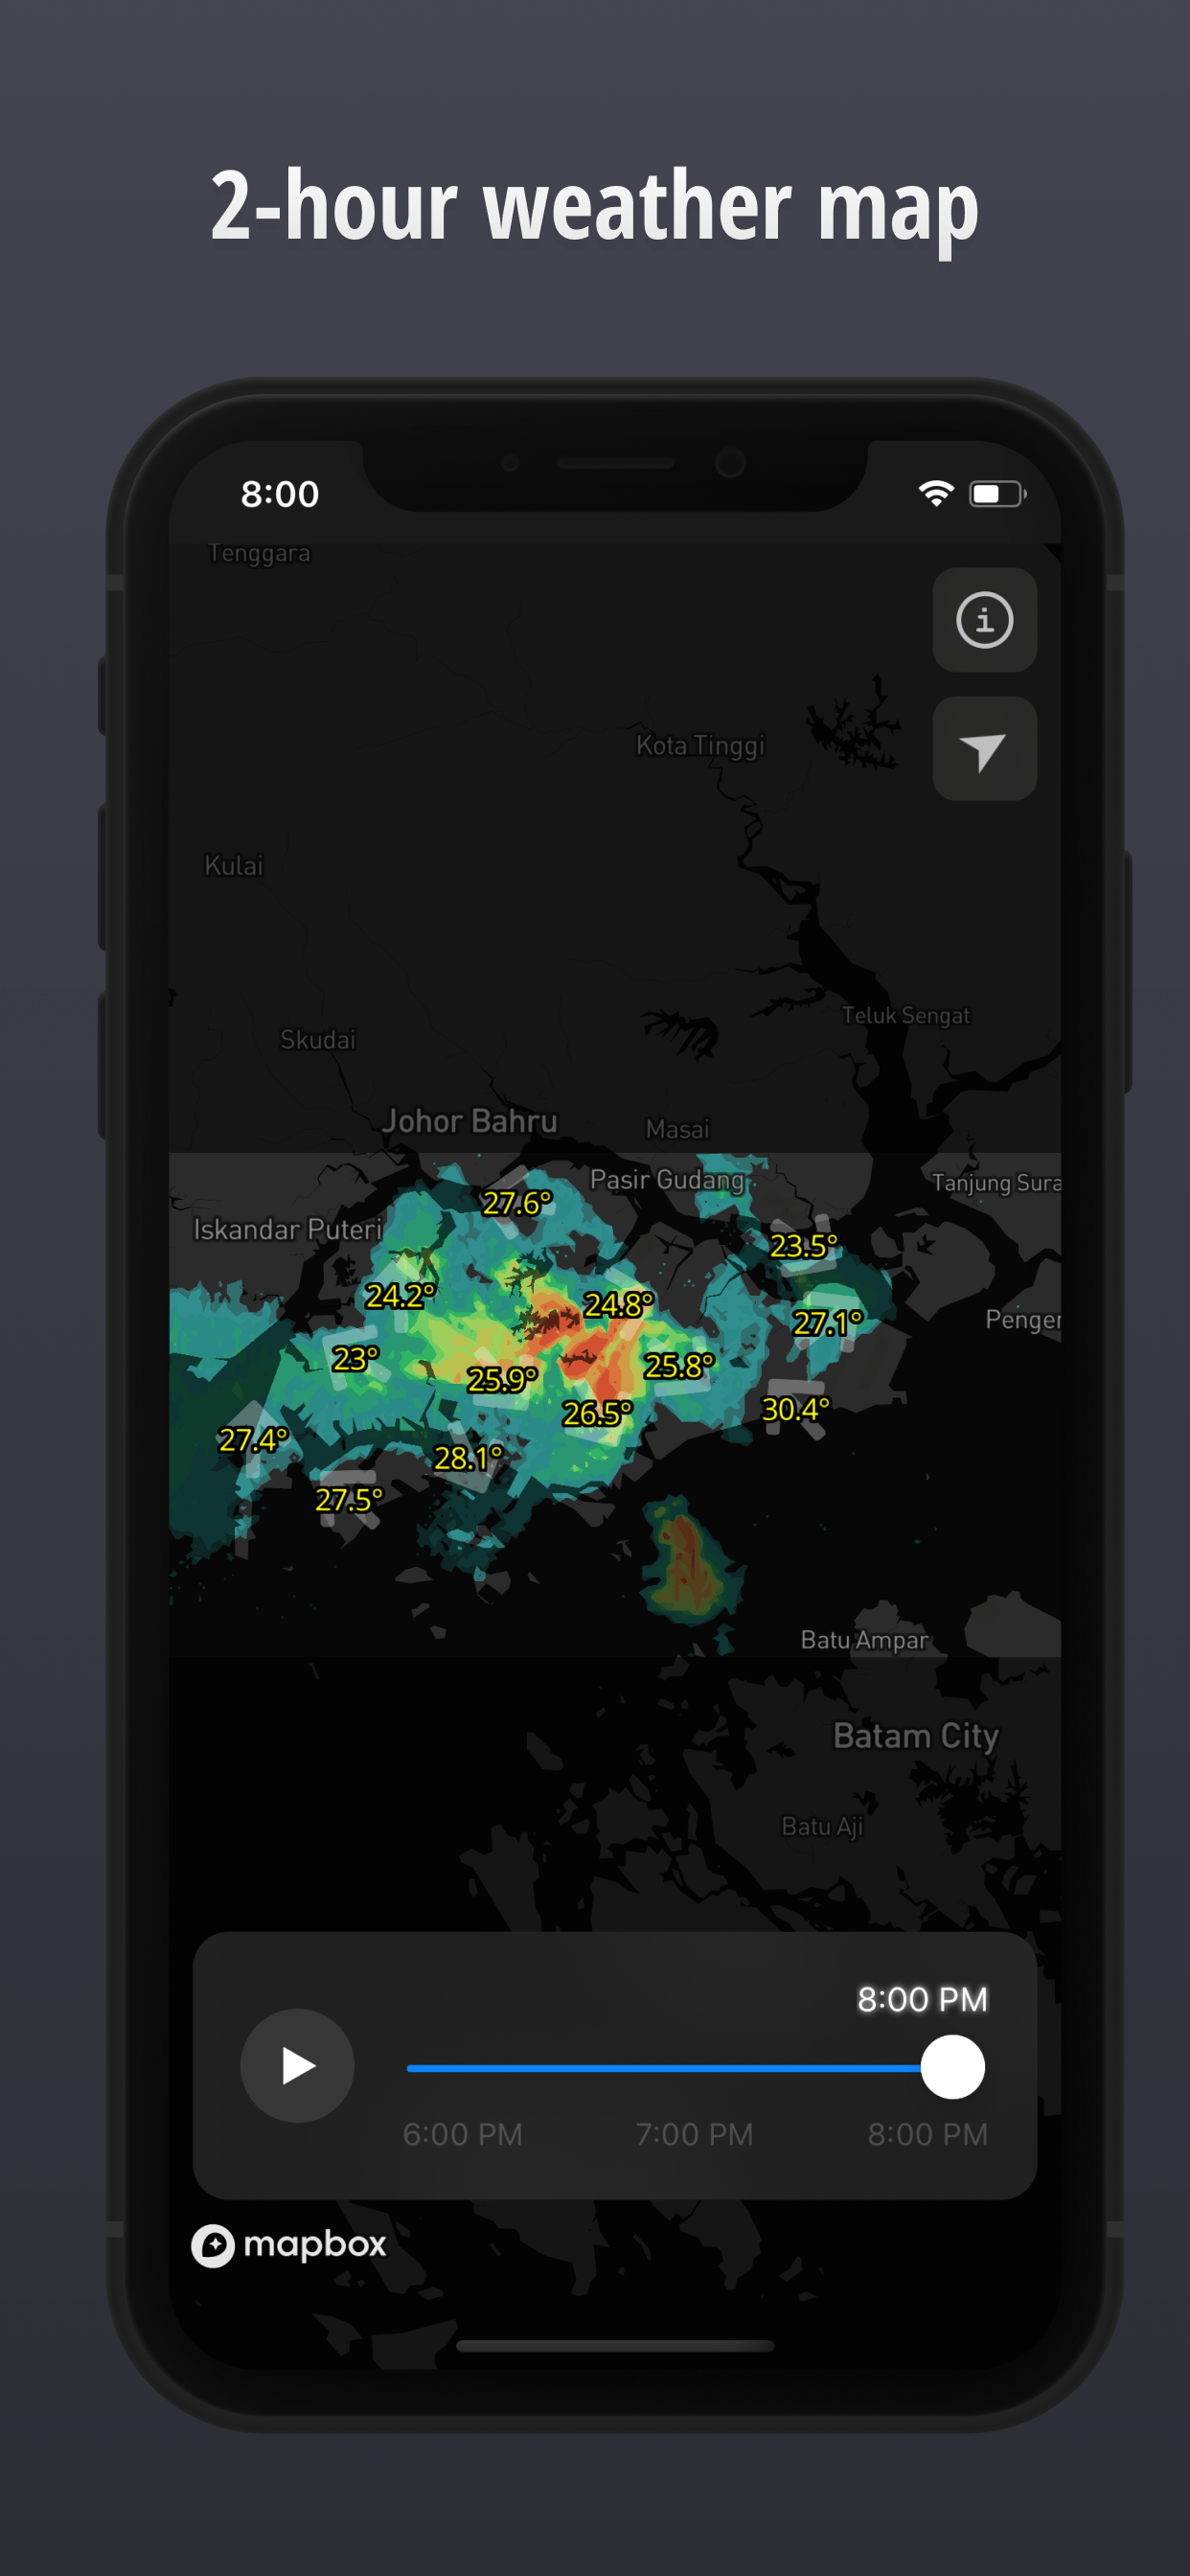 2-hour weather map
8:00
Tenggara
Kota Tinggi
Kulai
Teluk Sengat
Skudai
Johor Bahru
Masai
Pasir Gudang
Tanjung Sura
27.6°
Iskandar Puteri
23.5°
24.2°
24.8°
27.1°
Penger
23°
25.8°
25.9°
30.4°
26.5°
27.4°
28.1°
27.5°
Batu Ampar
Batam City
Batu Aji
8:00 PM
6:00 PM 7:00 PM 8:00 PM
mapbox